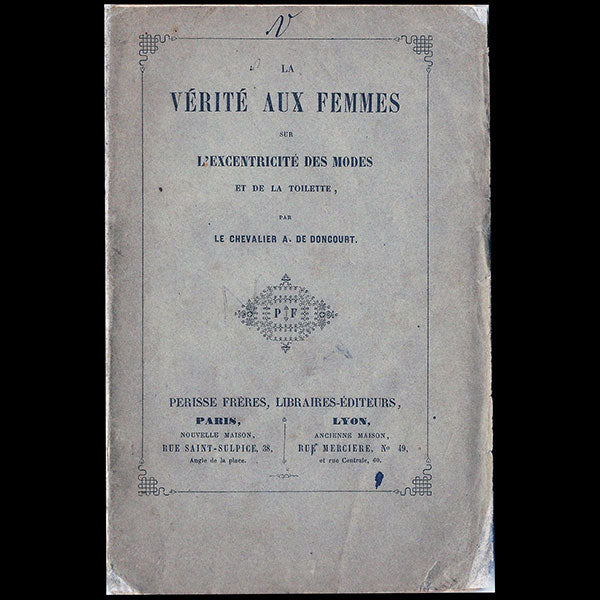 V
LA
VÉRITÉ AUX FEMMES
SUR
L'EXCENTRICITÉ DES MODES
ET DE LA TOILETTE,
PAR
LE CHEVALIER A. DE DONCOURT.
P F
PERISSE FRÈRES, LIBRAIRES-ÉDITEURS,
PARIS,
NOUVELLE MAISON,
RUE SAINT-SULPICE, 38,
Angle de la place.
LYON,
ANCIENNE MAISON,
RUE MERCIERE, No 49,
et rue Centrale, 60.